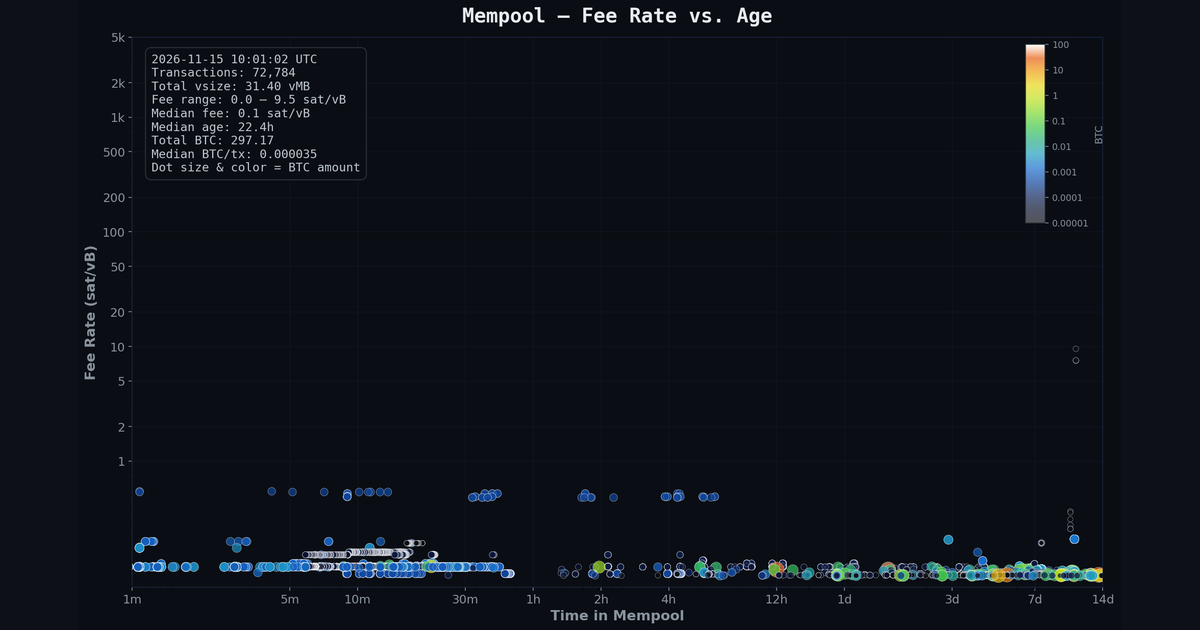 Mempool — Fee Rate vs. Age
5k
2k
1k
500
200
100
50
20
10
5
2
1
Fee Rate (sat/vB)
2026-11-15 10:01:02 UTC
Transactions: 72,784
Total vsize: 31.40 vMB
Fee range: 0.0 – 9.5 sat/vB
Median fee: 0.1 sat/vB
Median age: 22.4h
Total BTC: 297.17
Median BTC/tx: 0.000035
Dot size & color = BTC amount
100
10
1
0.1
0.01
0.001
0.0001
0.00001
BTC
1m 5m 10m 30m 1h 2h 4h 12h 1d 3d 7d 14d
Time in Mempool